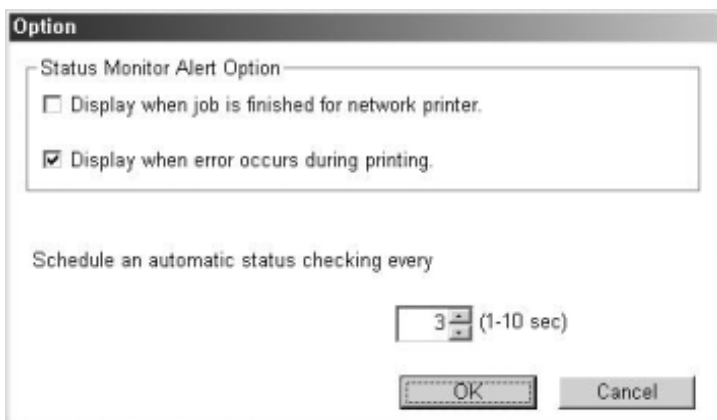 Option
Status Monitor Alert Option
Display when job is finished for network printer.
Display when error occurs during printing.
Schedule an automatic status checking every
3 (1-10 sec)
OK Cancel